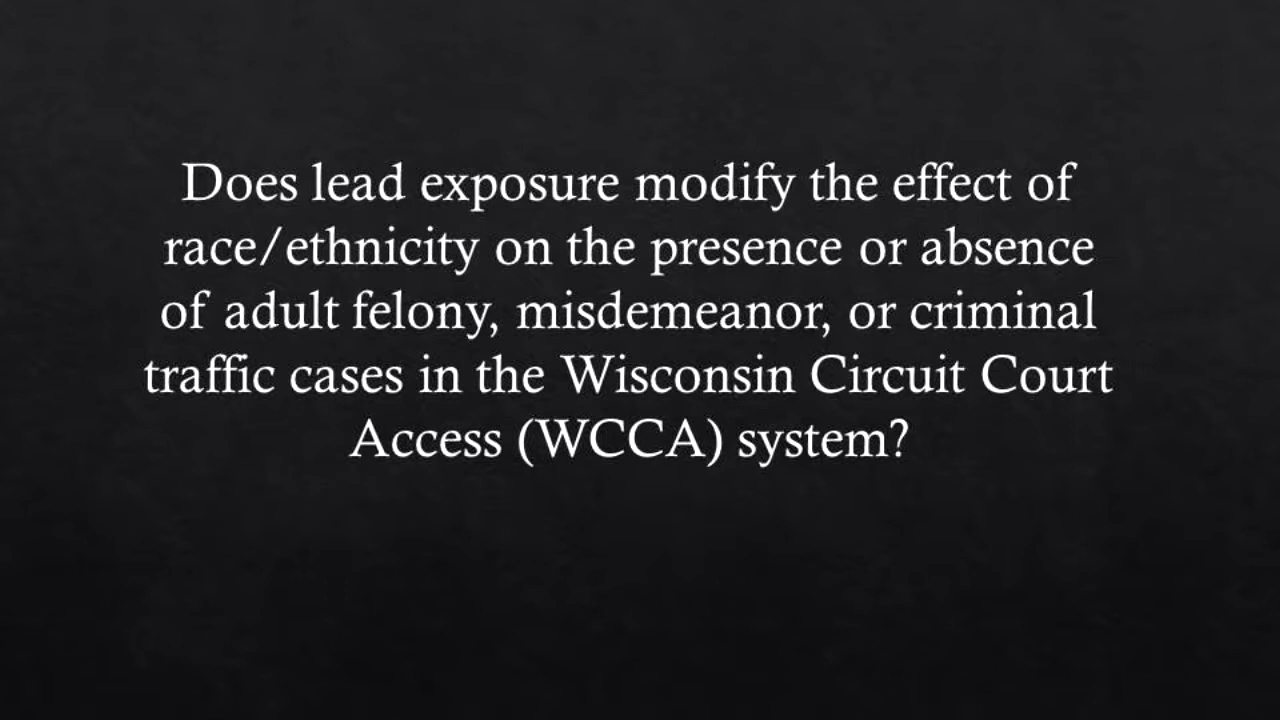 Does lead exposure modify the effect of
race/ethnicity on the presence or absence
of adult felony, misdemeanor, or criminal
traffic cases in the Wisconsin Circuit Court
Access (WCCA) system?